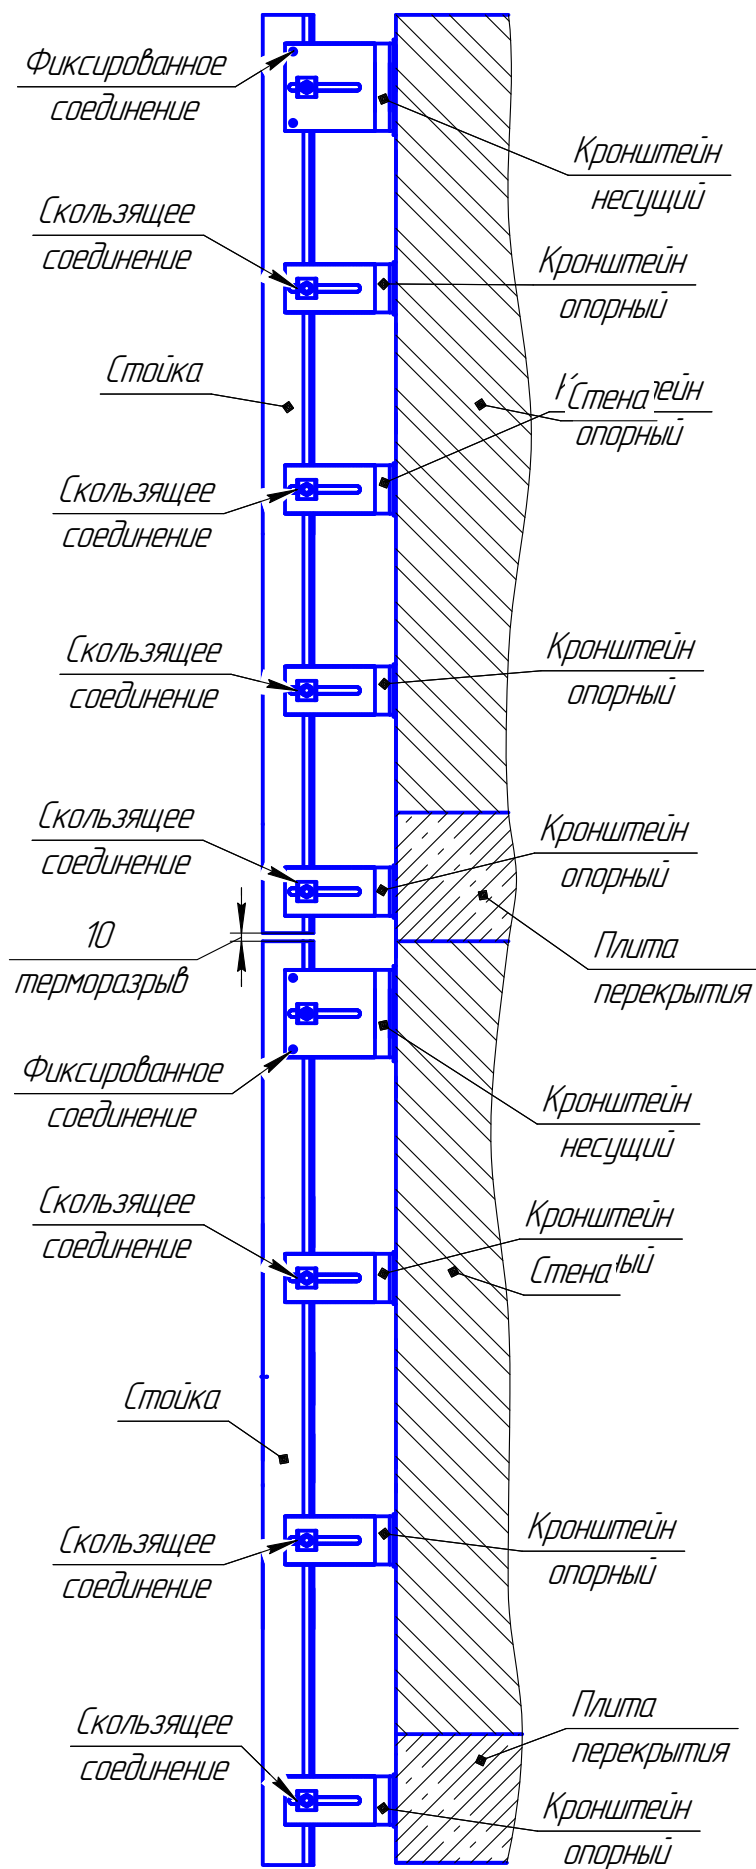 Фиксированное
соединение
Кронштейн
несущий
Скользящее
соединение
Кронштейн
опорный
Стойка
Стена
опорный
Скользящее
соединение
Скользящее
соединение
Кронштейн
опорный
Скользящее
соединение
Кронштейн
опорный
10
терморазрыв
Плита
перекрытия
Фиксированное
соединение
Кронштейн
несущий
Скользящее
соединение
Кронштейн
Стена
Стойка
Скользящее
соединение
Кронштейн
опорный
Скользящее
соединение
Плита
перекрытия
Кронштейн
опорный